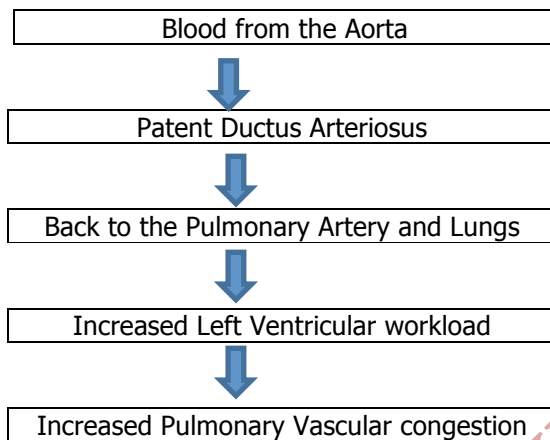 Blood from the Aorta
Patent Ductus Arteriosus
Back to the Pulmonary Artery and Lungs
Increased Left Ventricular workload
Increased Pulmonary Vascular congestion